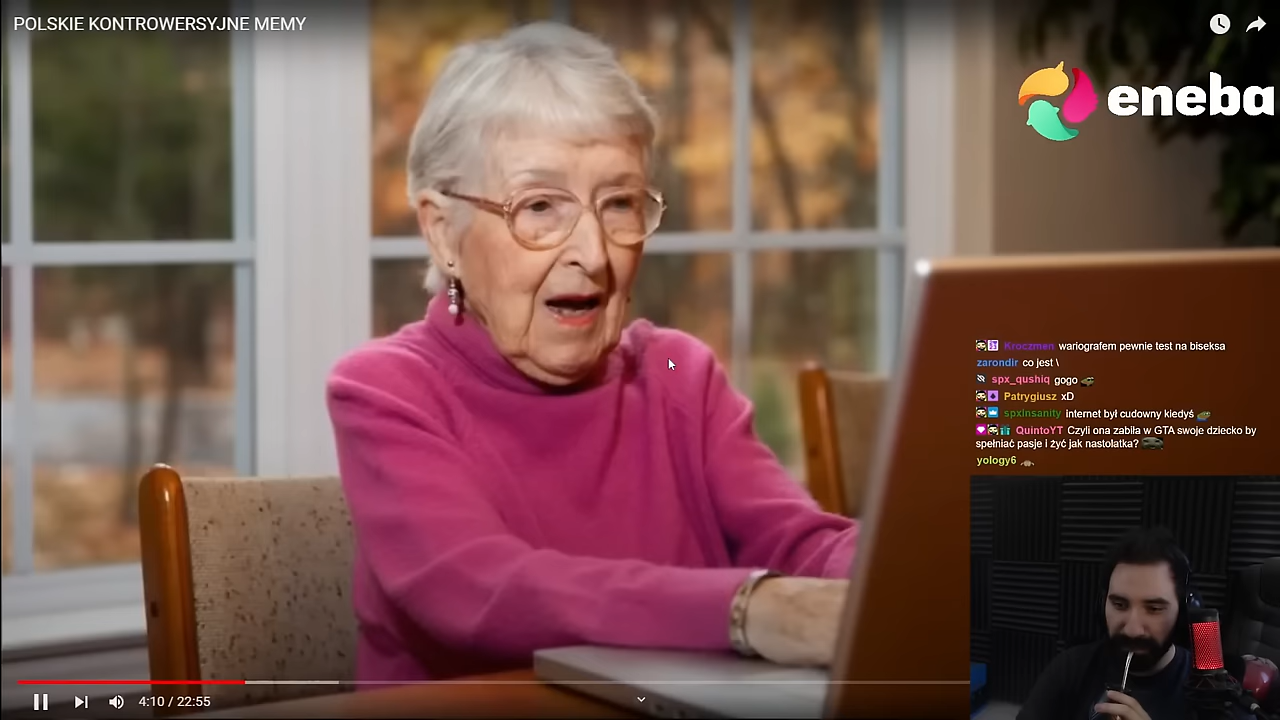 POLSKIE KONTROWERSYJNE MEMY
eneba
Kroczmen wariografem pewnie test na biseksa
zarondir co jest \
spx_qushiq gogo
Patrygiusz xD
spxInsanity internet był cudowny kiedyś
QuintoYT Czyli ona zabiła w GTA swoje dziecko by
spełniać pasje i żyć jak nastolatka?
yology6
4:10 / 22:55